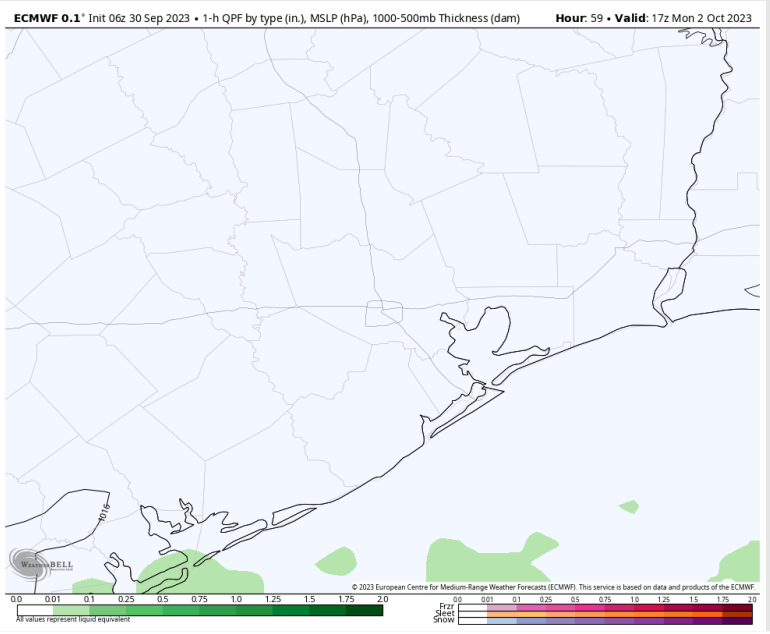 ECMWF 0.1° Init 06z 30 Sep 2023 • 1-h QPF by type (in.), MSLP (hPa), 1000-500mb Thickness (dam)
Hour: 59 • Valid: 17z Mon 2 Oct 2023
1016
WEATHERBELL
© 2023 European Centre for Medium-Range Weather Forecasts (ECMWF). This service is based on data and products of the ECMWF.
0.0 0.01 0.1 0.25 0.5 0.75 1.0 1.25 1.5 1.75 2.0
All values represent liquid equivalent
0.0 0.01 0.1 0.25 0.5 0.75 1.0 1.25 1.5 1.75 2.0
Frzr
Sleet
Snow